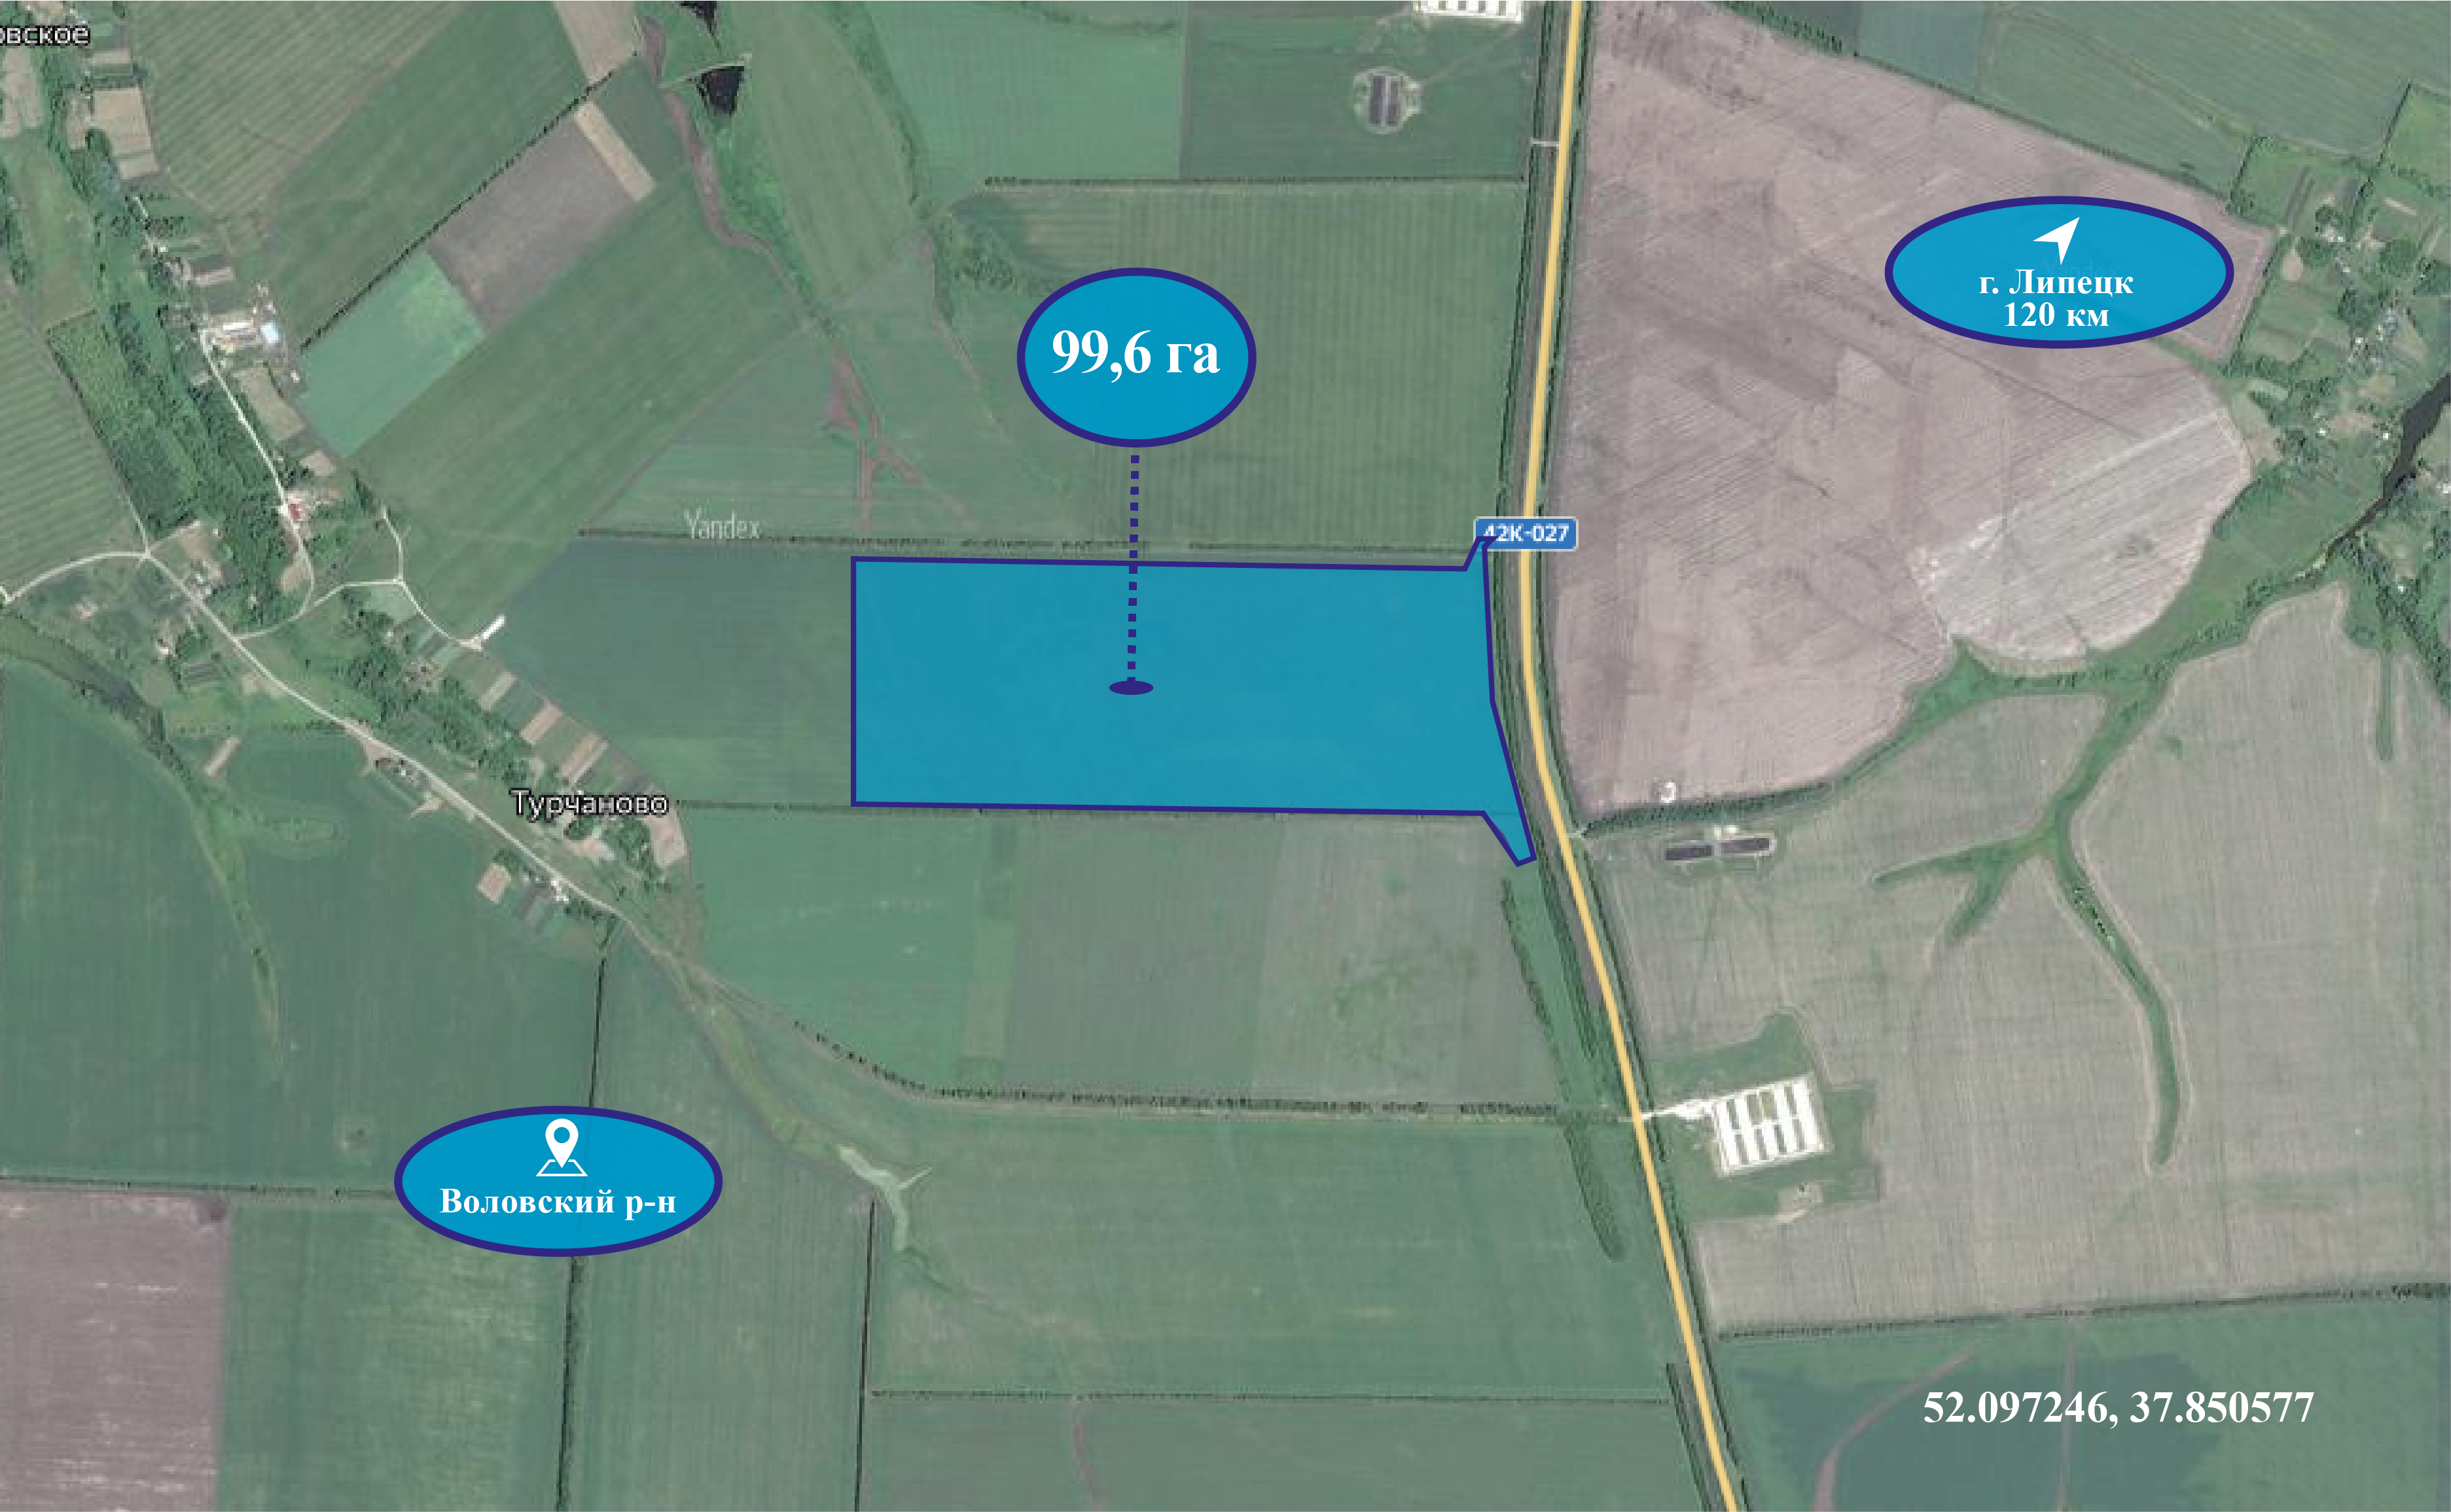 овское
г. Липецк
120 км
99,6 га
Yandex
42К-027
Турчаново
Воловский р-н
52.097246, 37.850577